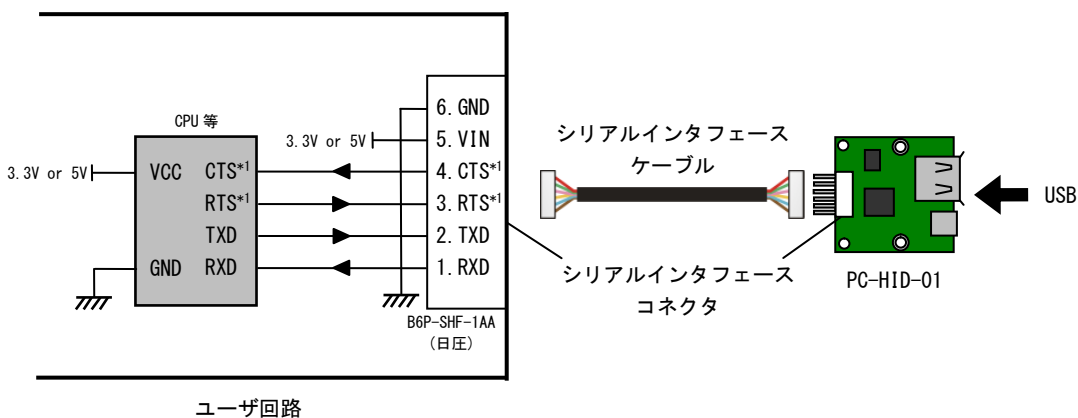 CPU 等
3.3V or 5V
VCC
GND
CTS*1
RTS*1
TXD
RXD
3.3V or 5V
6. GND
5. VIN
4. CTS*1
3. RTS*1
2. TXD
1. RXD
B6P-SHF-1AA
(日圧)
ユーザ回路
シリアルインタフェース
ケーブル
シリアルインタフェース
コネクタ
USB
PC-HID-01